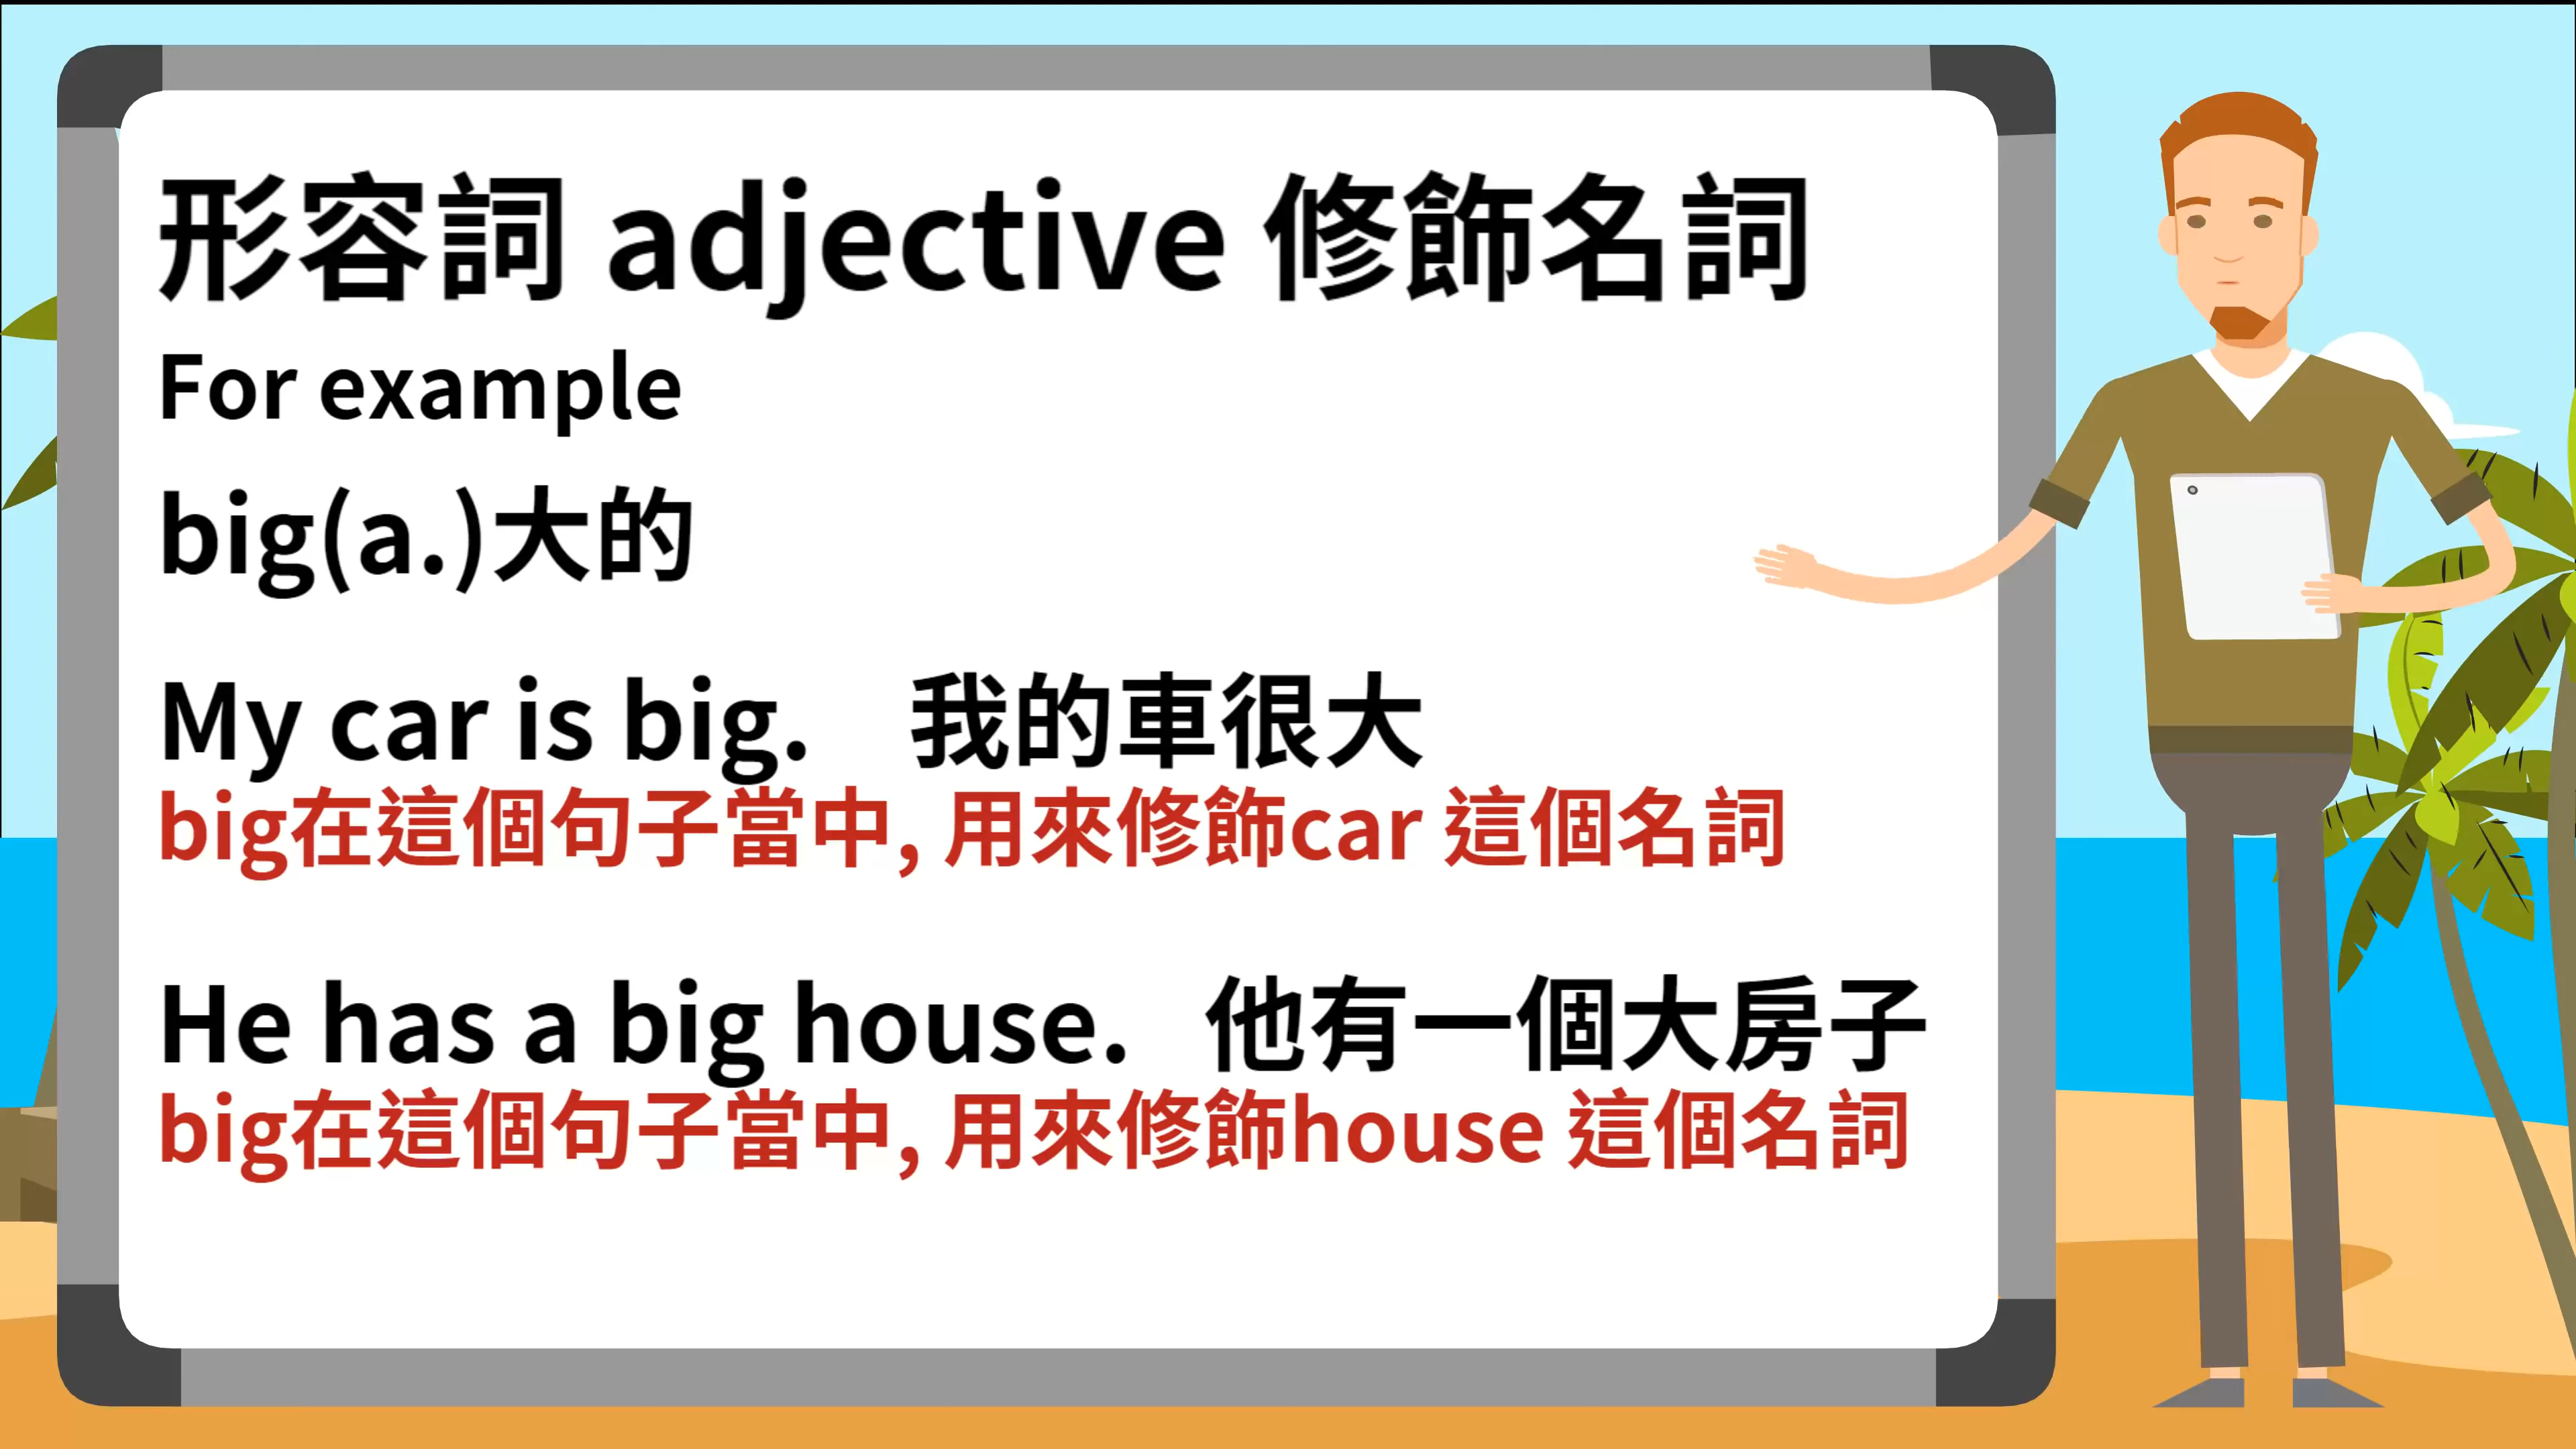 形容詞 adjective 修飾名詞
For example
big(a.)大的
My car is big. 我的車很大
big在這個句子當中, 用來修飾car 這個名詞
He has a big house. 他有一個大房子
big在這個句子當中, 用來修飾house 這個名詞